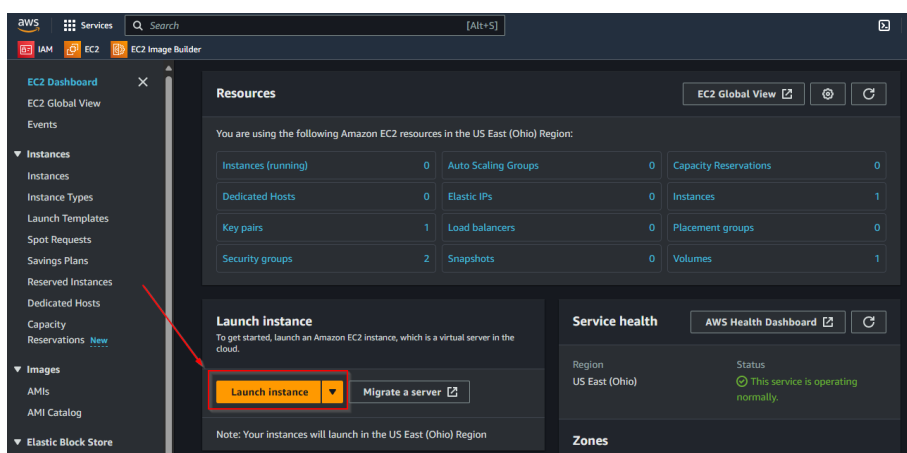 aws
Services
Search
[Alt+S]
IAM
EC2
EC2 Image Builder
EC2 Dashboard
EC2 Global View
Events
Instances
Instances
Instance Types
Launch Templates
Spot Requests
Savings Plans
Reserved Instances
Dedicated Hosts
Capacity
Reservations New
Images
AMIs
AMI Catalog
Elastic Block Store
Resources
EC2 Global View
You are using the following Amazon EC2 resources in the US East (Ohio) Region:
Instances (running) 0
Auto Scaling Groups 0
Capacity Reservations 0
Dedicated Hosts 0
Elastic IPs 0
Instances 1
Key pairs 1
Load balancers 0
Placement groups 0
Security groups 2
Snapshots 0
Volumes 1
Launch instance
To get started, launch an Amazon EC2 instance, which is a virtual server in the
cloud.
Launch instance
Migrate a server
Note: Your instances will launch in the US East (Ohio) Region
Service health
AWS Health Dashboard
Region
US East (Ohio)
Status
This service is operating
normally.
Zones